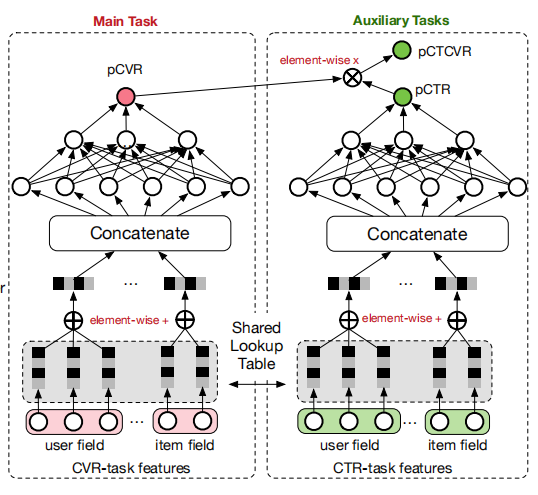 Main Task
Auxiliary Tasks
element-wise x
pCTCVR
pCVR
pCTR
Concatenate
Concatenate
r
...
...
element-wise +
element-wise +
Shared
Lookup
Table
...
...
user field
item field
user field
item field
CVR-task features
CTR-task features